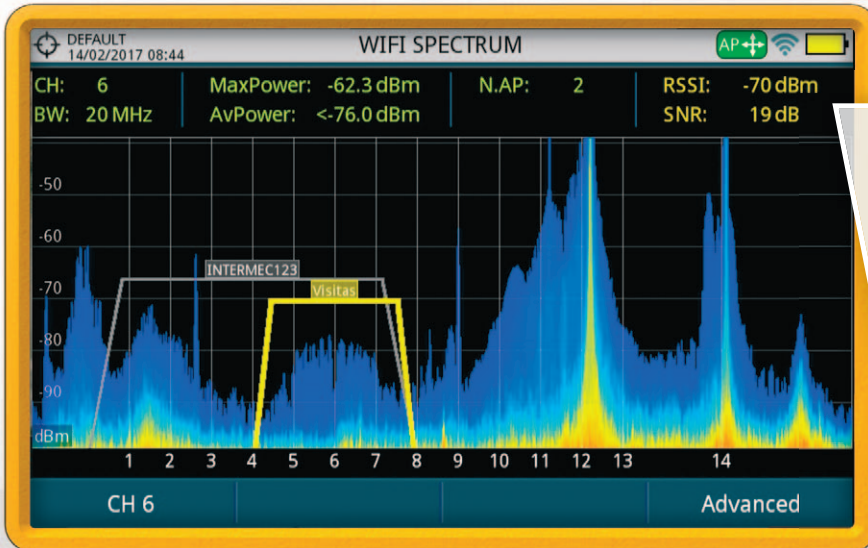 DEFAULT
14/02/2017 08:44
WIFI SPECTRUM
AP
CH: 6
MaxPower: -62.3 dBm
N.AP: 2
RSSI: -70 dBm
BW: 20 MHz
AvPower: <-76.0 dBm
SNR: 19 dB
-50
-60
INTERMEC123
-70
Visitas
-80
-90
dBm
1 2 3 4 5 6 7 8 9 10 11 12 13 14
CH 6
Advanced